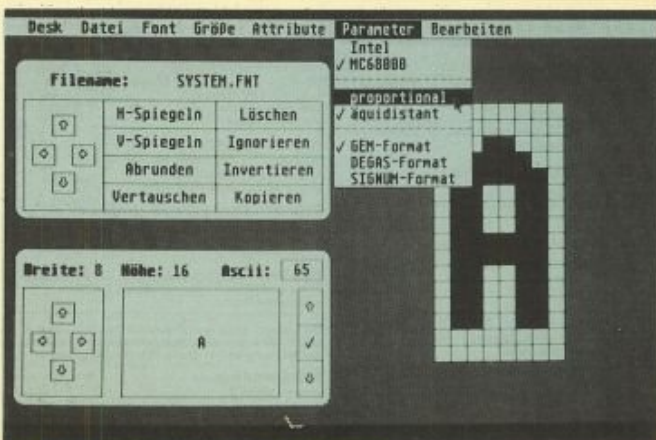 Desk Datei Font Größe Attribute Parameter Bearbeiten
Intel
✓ MC68000
proportional
✓ äquidistant
✓ GEM-Format
DEGAS-Format
SIGNUM-Format
Filename: SYSTEM.FNT
H-Spiegeln Löschen
V-Spiegeln Ignorieren
Abrunden Invertieren
Vertauschen Kopieren
Breite: 8 Höhe: 16 Ascii: 65
A